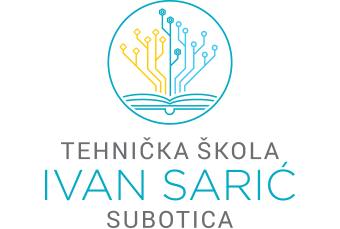 TEHNIČKA ŠKOLA
IVAN SARIĆ
SUBOTICA